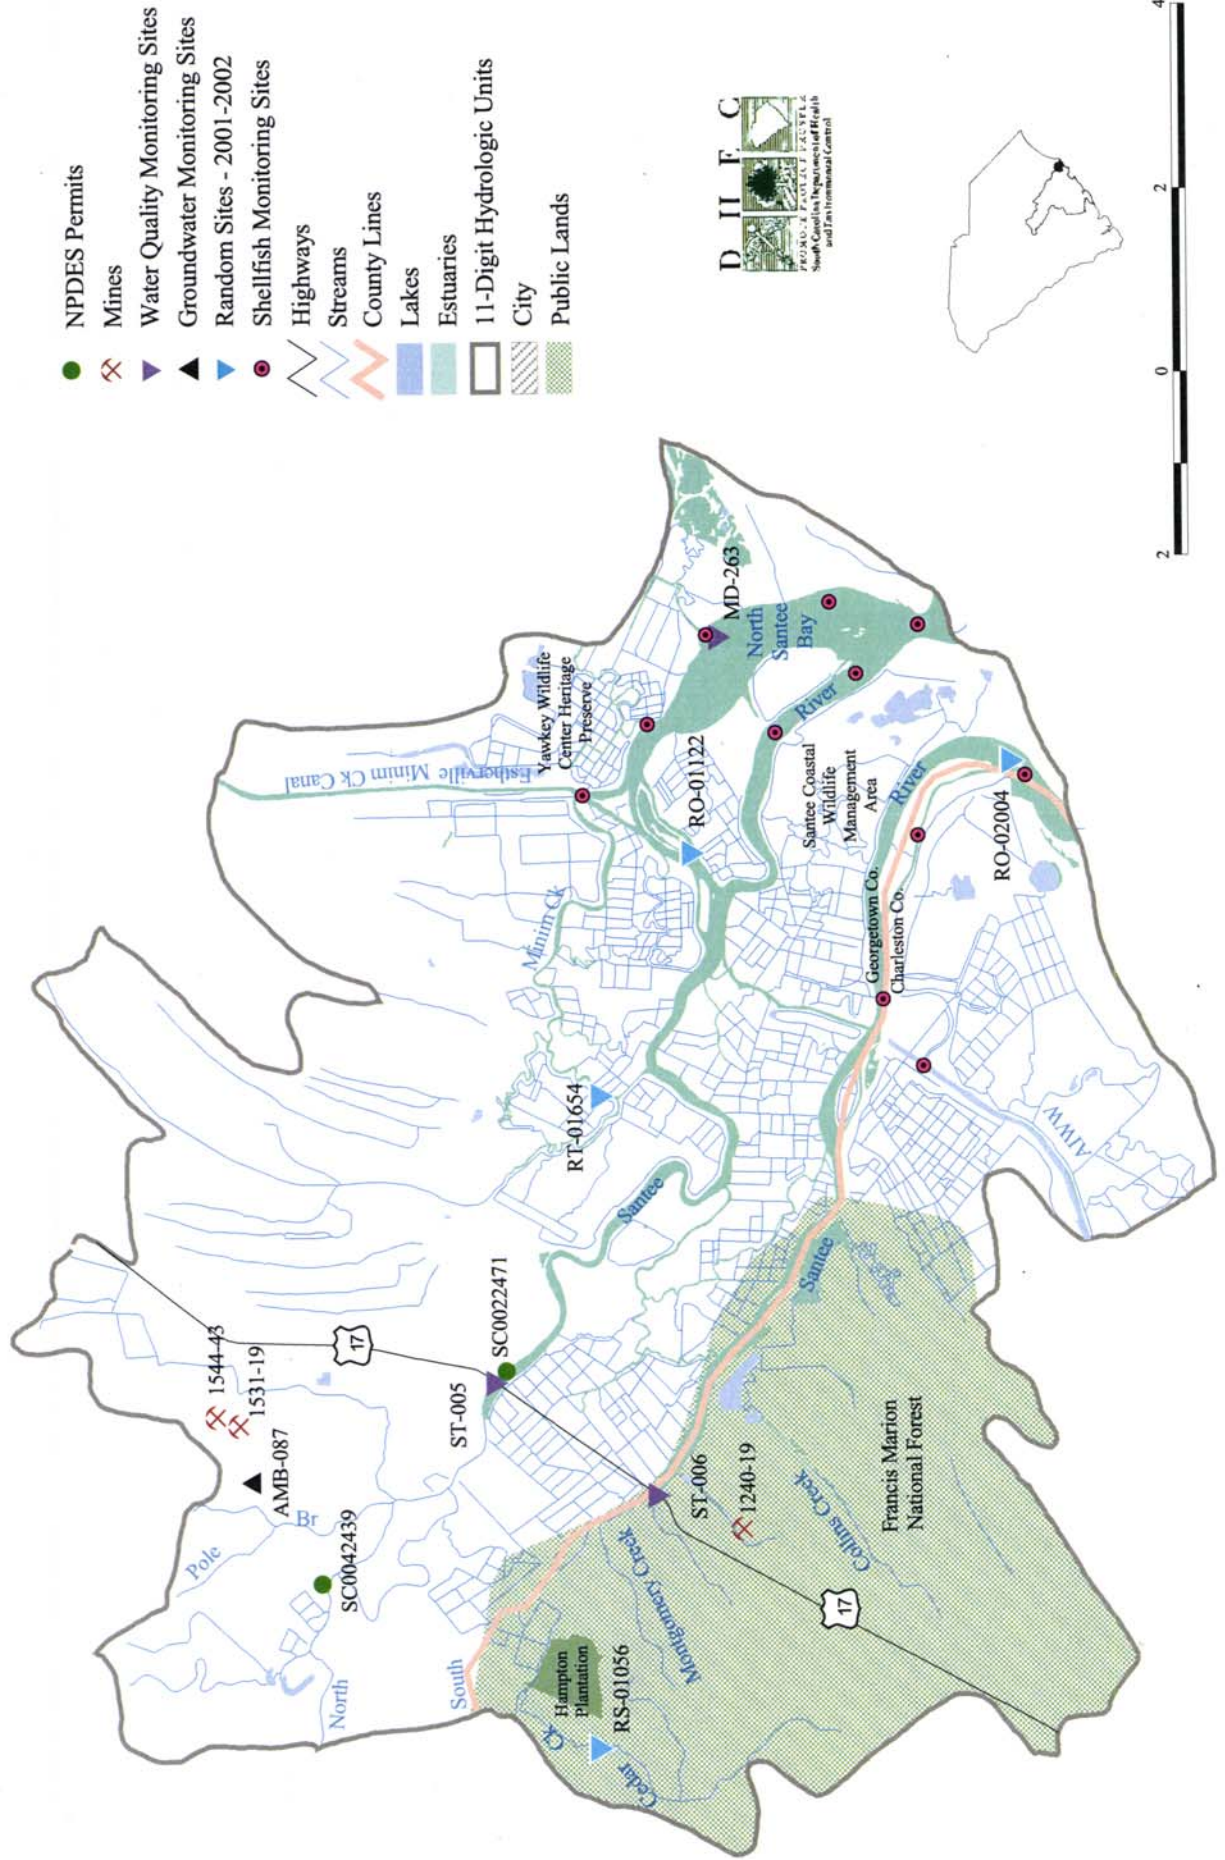 NPDES Permits
Mines
Water Quality Monitoring Sites
Groundwater Monitoring Sites
Random Sites - 2001-2002
Shellfish Monitoring Sites
Highways
Streams
County Lines
Lakes
Estuaries
11-Digit Hydrologic Units
City
Public Lands
South Carolina Department of Health
and Environmental Control
2
0
2
4
Pole
Br
North
SC0042439
AMB-087
1544-43
1531-19
17
ST-005
SC0022471
South
Hampton
Plantation
Cedar
Ck
RS-01056
Montgomery Creek
ST-006
1240-19
Collins Creek
Francis Marion
National Forest
17
Santee
Santee
RT-01654
Minim Ck
Estherville Minim Ck Canal
Yawkey Wildlife
Center Heritage
Preserve
RO-01122
MD-263
North
Santee
Bay
River
Santee Coastal
Wildlife
Management
Area
River
Georgetown Co.
Charleston Co.
RO-02004
AIWW